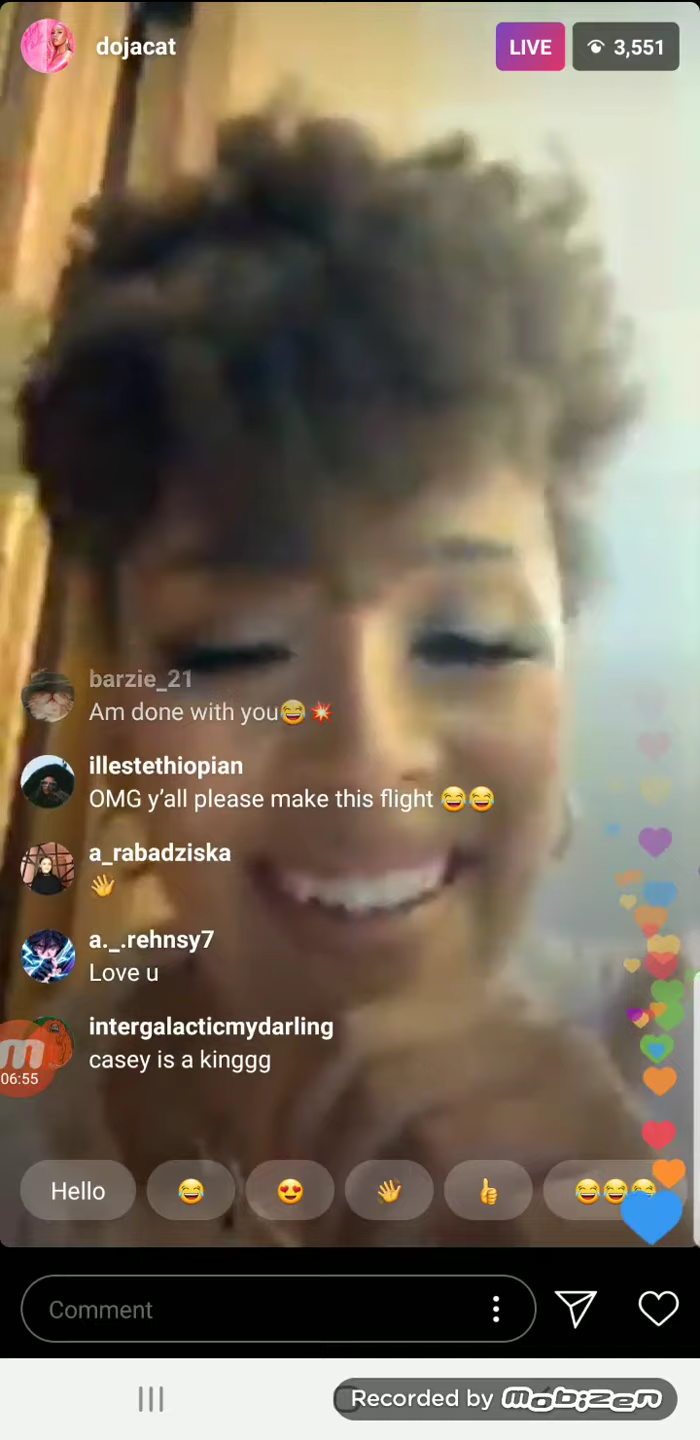 dojacat
LIVE
3,551
barzie_21
Am done with you😂💥
illestethiopian
OMG y’all please make this flight 😂😂
a_rabadziska
👋
a._.rehnsy7
Love u
intergalacticmydarling
casey is a kinggg
06:55
Hello
Comment
Recorded by mobizen